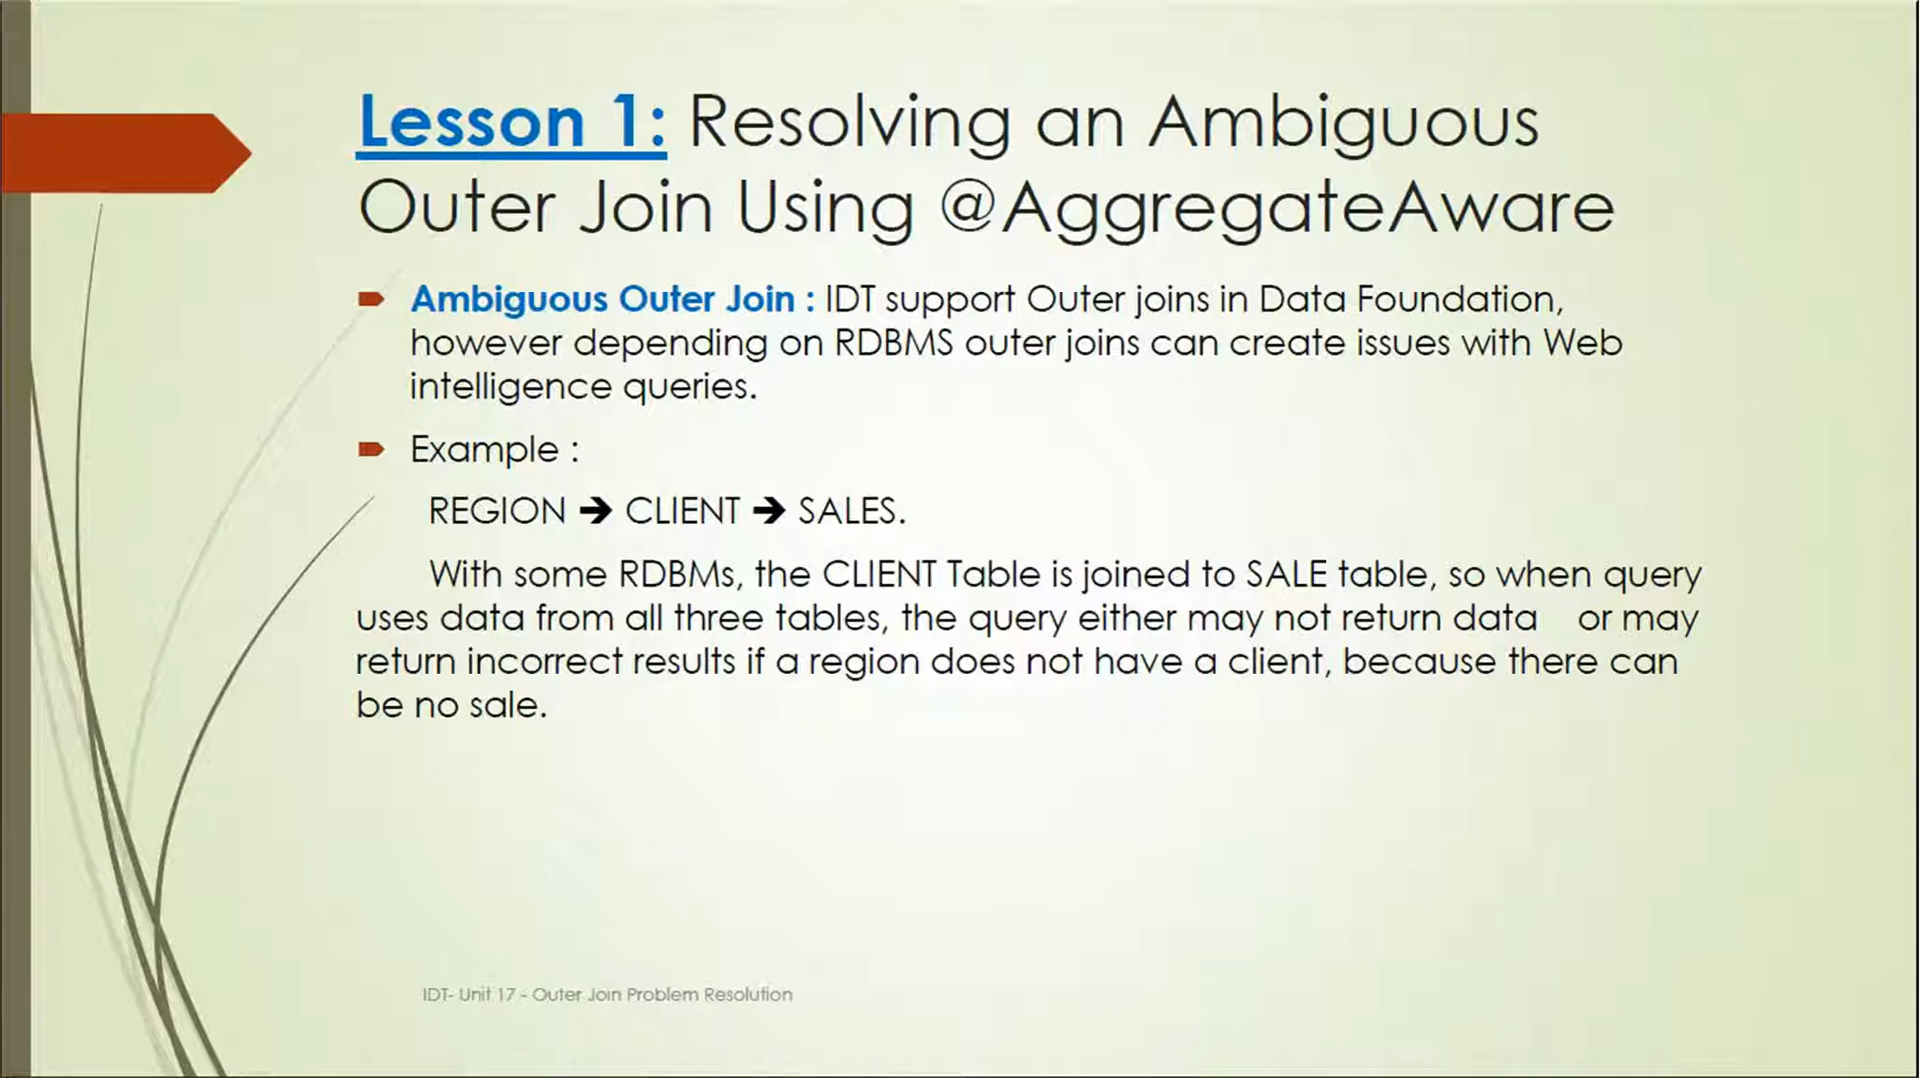 Lesson 1: Resolving an Ambiguous
Outer Join Using @AggregateAware
Ambiguous Outer Join : IDT support Outer joins in Data Foundation,
however depending on RDBMS outer joins can create issues with Web
intelligence queries.
Example :
REGION ➔ CLIENT ➔ SALES.
With some RDBMs, the CLIENT Table is joined to SALE table, so when query
uses data from all three tables, the query either may not return data or may
return incorrect results if a region does not have a client, because there can
be no sale.
IDT- Unit 17 - Outer Join Problem Resolution